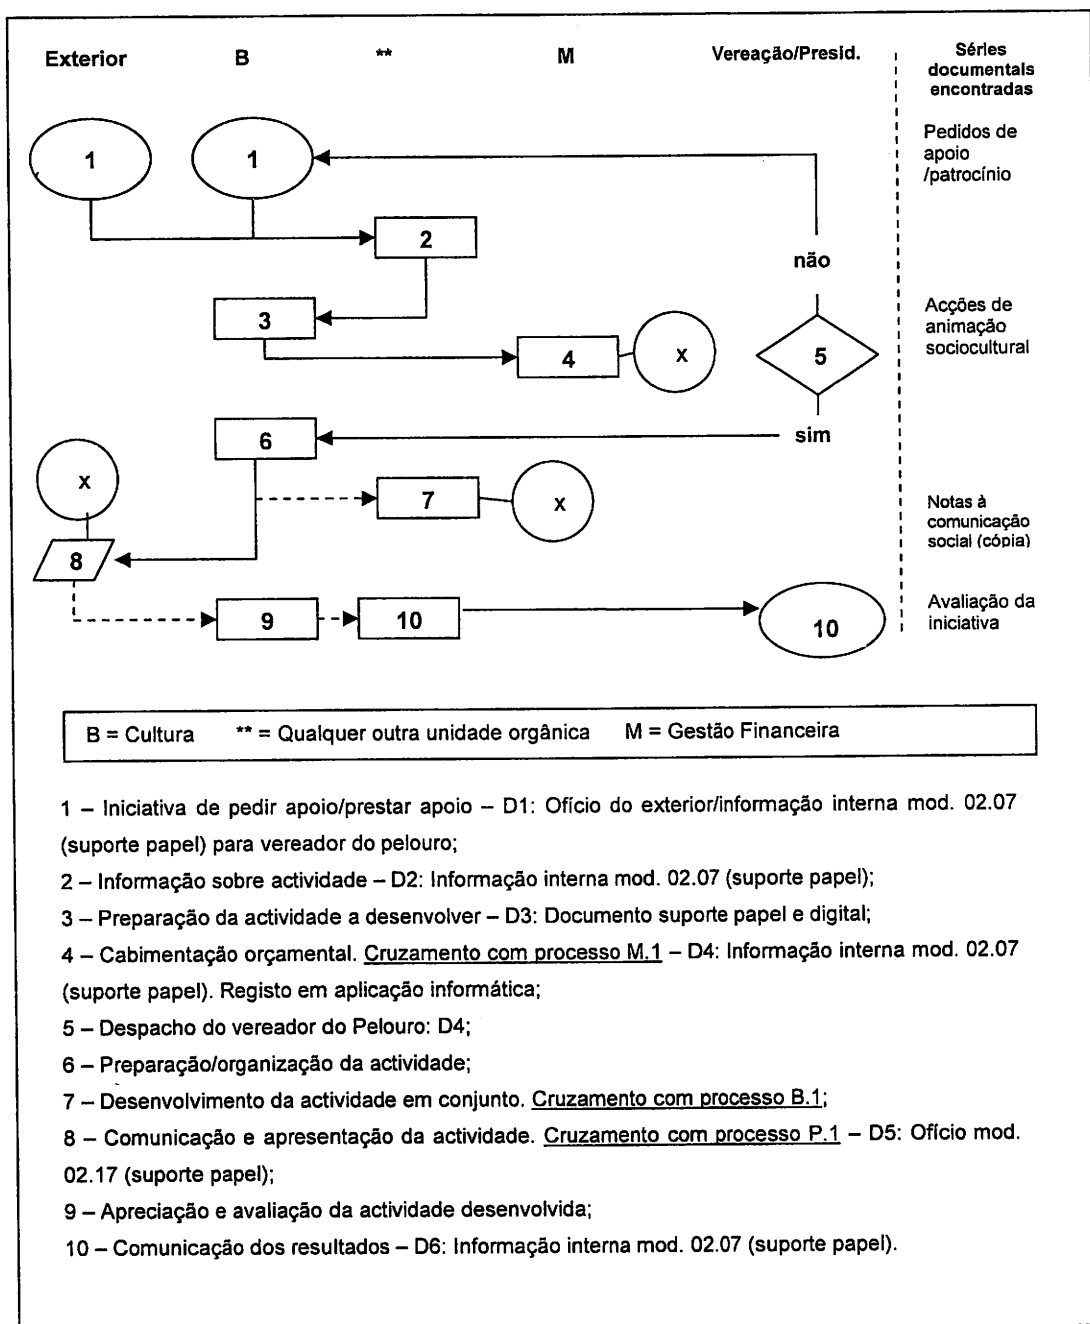 Exterior B ** M Vereação/Presid. Séries
documentais
encontradas
1 1 Pedidos de
apoio
/patrocínio
2
não
3 Acções de
animação
sociocultural
4 x 5
6 sim
x
7 x Notas à
comunicação
social (cópia)
8
9 10 10 Avaliação da
iniciativa
B = Cultura ** = Qualquer outra unidade orgânica M = Gestão Financeira
1 – Iniciativa de pedir apoio/prestar apoio – D1: Ofício do exterior/informação interna mod. 02.07
(suporte papel) para vereador do pelouro;
2 – Informação sobre actividade – D2: Informação interna mod. 02.07 (suporte papel);
3 – Preparação da actividade a desenvolver – D3: Documento suporte papel e digital;
4 – Cabimentação orçamental. Cruzamento com processo M.1 – D4: Informação interna mod. 02.07
(suporte papel). Registo em aplicação informática;
5 – Despacho do vereador do Pelouro: D4;
6 – Preparação/organização da actividade;
7 – Desenvolvimento da actividade em conjunto. Cruzamento com processo B.1;
8 – Comunicação e apresentação da actividade. Cruzamento com processo P.1 – D5: Ofício mod.
02.17 (suporte papel);
9 – Apreciação e avaliação da actividade desenvolvida;
10 – Comunicação dos resultados – D6: Informação interna mod. 02.07 (suporte papel).